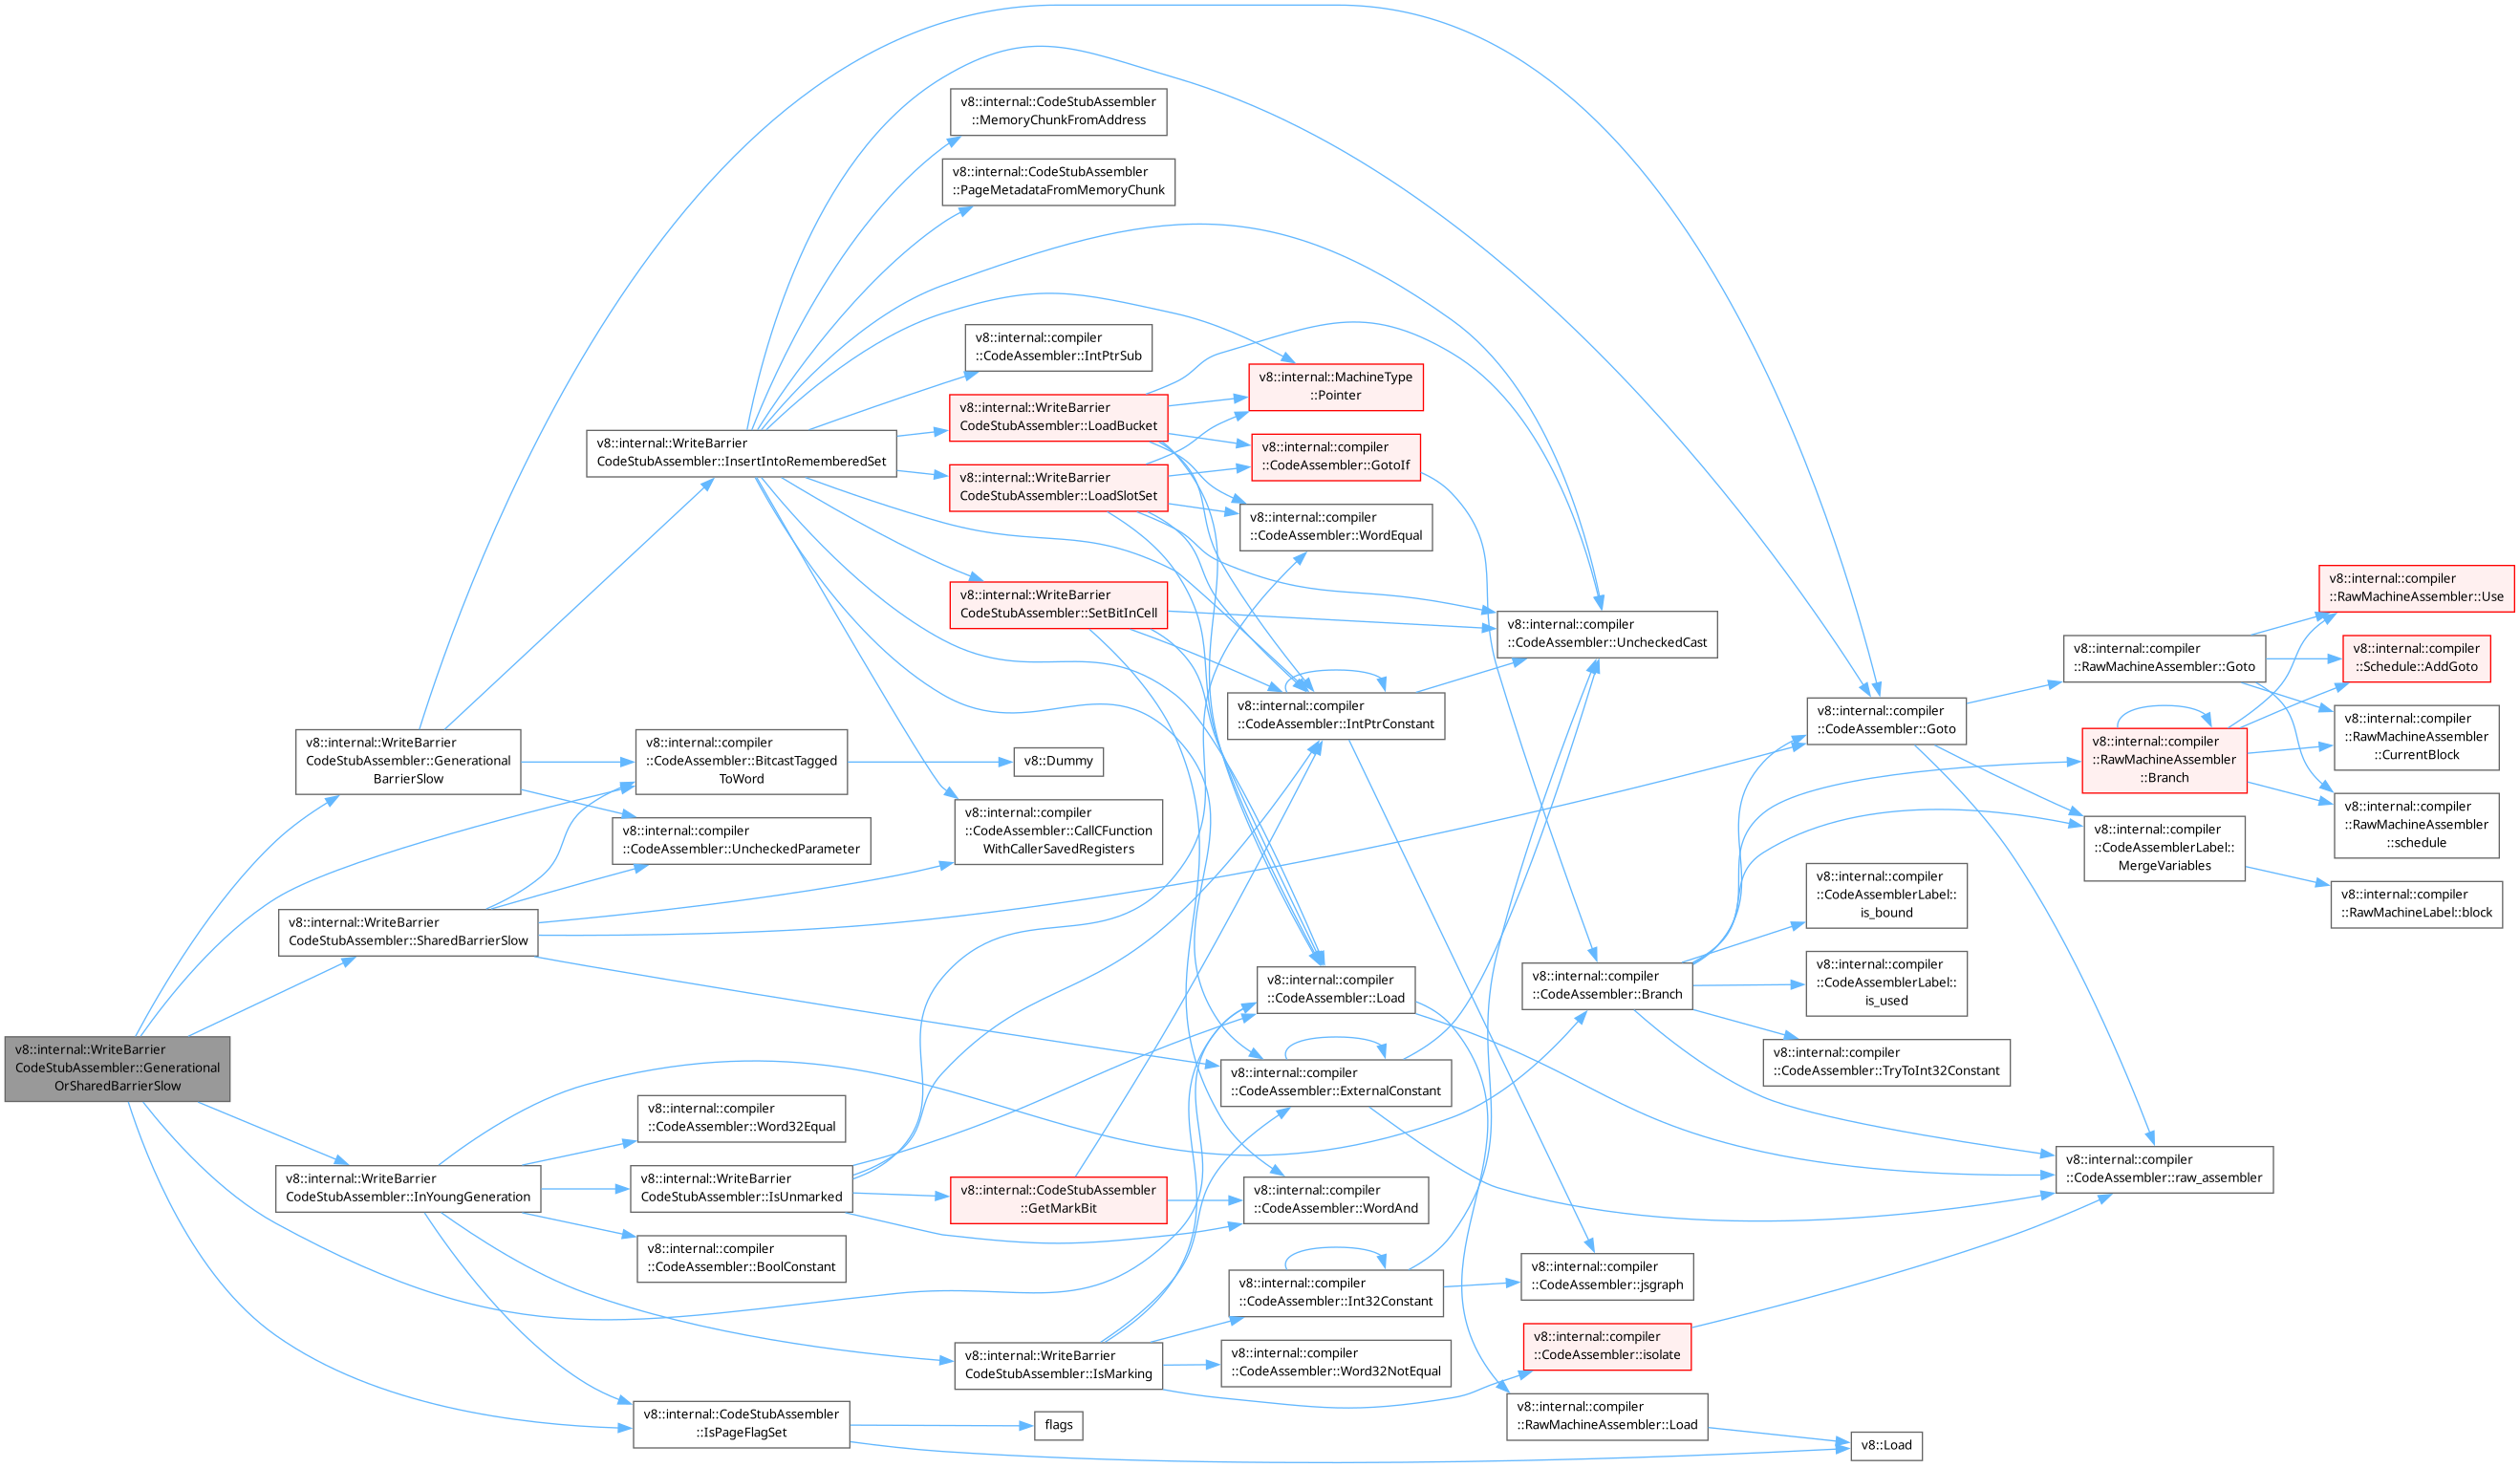 v8::internal::WriteBarrier
CodeStubAssembler::Generational
OrSharedBarrierSlow
v8::internal::WriteBarrier
CodeStubAssembler::Generational
BarrierSlow
v8::internal::WriteBarrier
CodeStubAssembler::SharedBarrierSlow
v8::internal::WriteBarrier
CodeStubAssembler::InYoungGeneration
v8::internal::WriteBarrier
CodeStubAssembler::InsertIntoRememberedSet
v8::internal::compiler
::CodeAssembler::BitcastTagged
ToWord
v8::internal::compiler
::CodeAssembler::UncheckedParameter
v8::internal::compiler
::CodeAssembler::Word32Equal
v8::internal::WriteBarrier
CodeStubAssembler::IsUnmarked
v8::internal::compiler
::CodeAssembler::BoolConstant
v8::internal::CodeStubAssembler
::IsPageFlagSet
v8::internal::CodeStubAssembler
::MemoryChunkFromAddress
v8::internal::CodeStubAssembler
::PageMetadataFromMemoryChunk
v8::internal::compiler
::CodeAssembler::IntPtrSub
v8::internal::WriteBarrier
CodeStubAssembler::LoadBucket
v8::internal::WriteBarrier
CodeStubAssembler::LoadSlotSet
v8::internal::WriteBarrier
CodeStubAssembler::SetBitInCell
v8::Dummy
v8::internal::compiler
::CodeAssembler::CallCFunction
WithCallerSavedRegisters
v8::internal::CodeStubAssembler
::GetMarkBit
v8::internal::WriteBarrier
CodeStubAssembler::IsMarking
flags
v8::internal::MachineType
::Pointer
v8::internal::compiler
::CodeAssembler::GotoIf
v8::internal::compiler
::CodeAssembler::WordEqual
v8::internal::compiler
::CodeAssembler::IntPtrConstant
v8::internal::compiler
::CodeAssembler::Load
v8::internal::compiler
::CodeAssembler::ExternalConstant
v8::internal::compiler
::CodeAssembler::WordAnd
v8::internal::compiler
::CodeAssembler::Int32Constant
v8::internal::compiler
::CodeAssembler::Word32NotEqual
v8::internal::compiler
::CodeAssembler::UncheckedCast
v8::internal::compiler
::CodeAssembler::Branch
v8::internal::compiler
::CodeAssembler::jsgraph
v8::internal::compiler
::CodeAssembler::isolate
v8::internal::compiler
::RawMachineAssembler::Load
v8::internal::compiler
::CodeAssembler::Goto
v8::internal::compiler
::CodeAssemblerLabel::
is_bound
v8::internal::compiler
::CodeAssemblerLabel::
is_used
v8::internal::compiler
::CodeAssembler::TryToInt32Constant
v8::Load
v8::internal::compiler
::RawMachineAssembler::Goto
v8::internal::compiler
::RawMachineAssembler
::Branch
v8::internal::compiler
::CodeAssemblerLabel::
MergeVariables
v8::internal::compiler
::CodeAssembler::raw_assembler
v8::internal::compiler
::RawMachineAssembler::Use
v8::internal::compiler
::Schedule::AddGoto
v8::internal::compiler
::RawMachineAssembler
::CurrentBlock
v8::internal::compiler
::RawMachineAssembler
::schedule
v8::internal::compiler
::RawMachineLabel::block